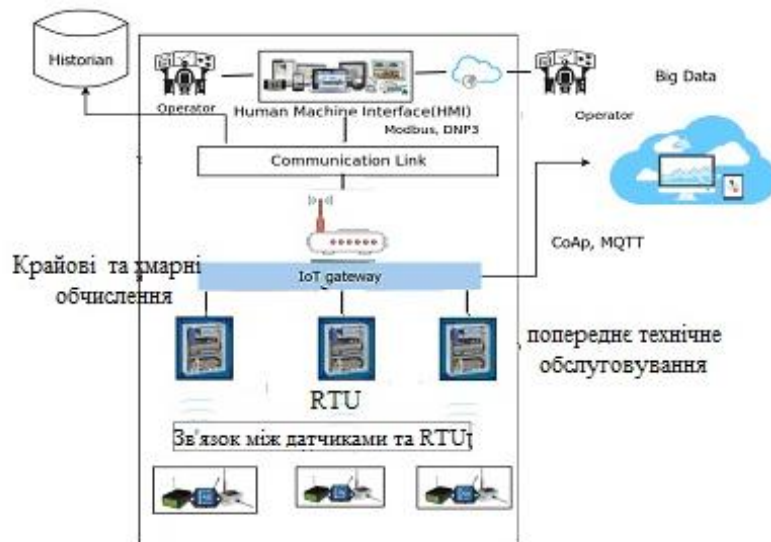 Historian
Operator
Human Machine Interface(HMI)
Modbus, DNP3
Operator
Big Data
Communication Link
CoAp, MQTT
Крайові та хмарні
обчислення
IoT gateway
попереднє технічне
обслуговування
RTU
Зв'язок між датчиками та RTU